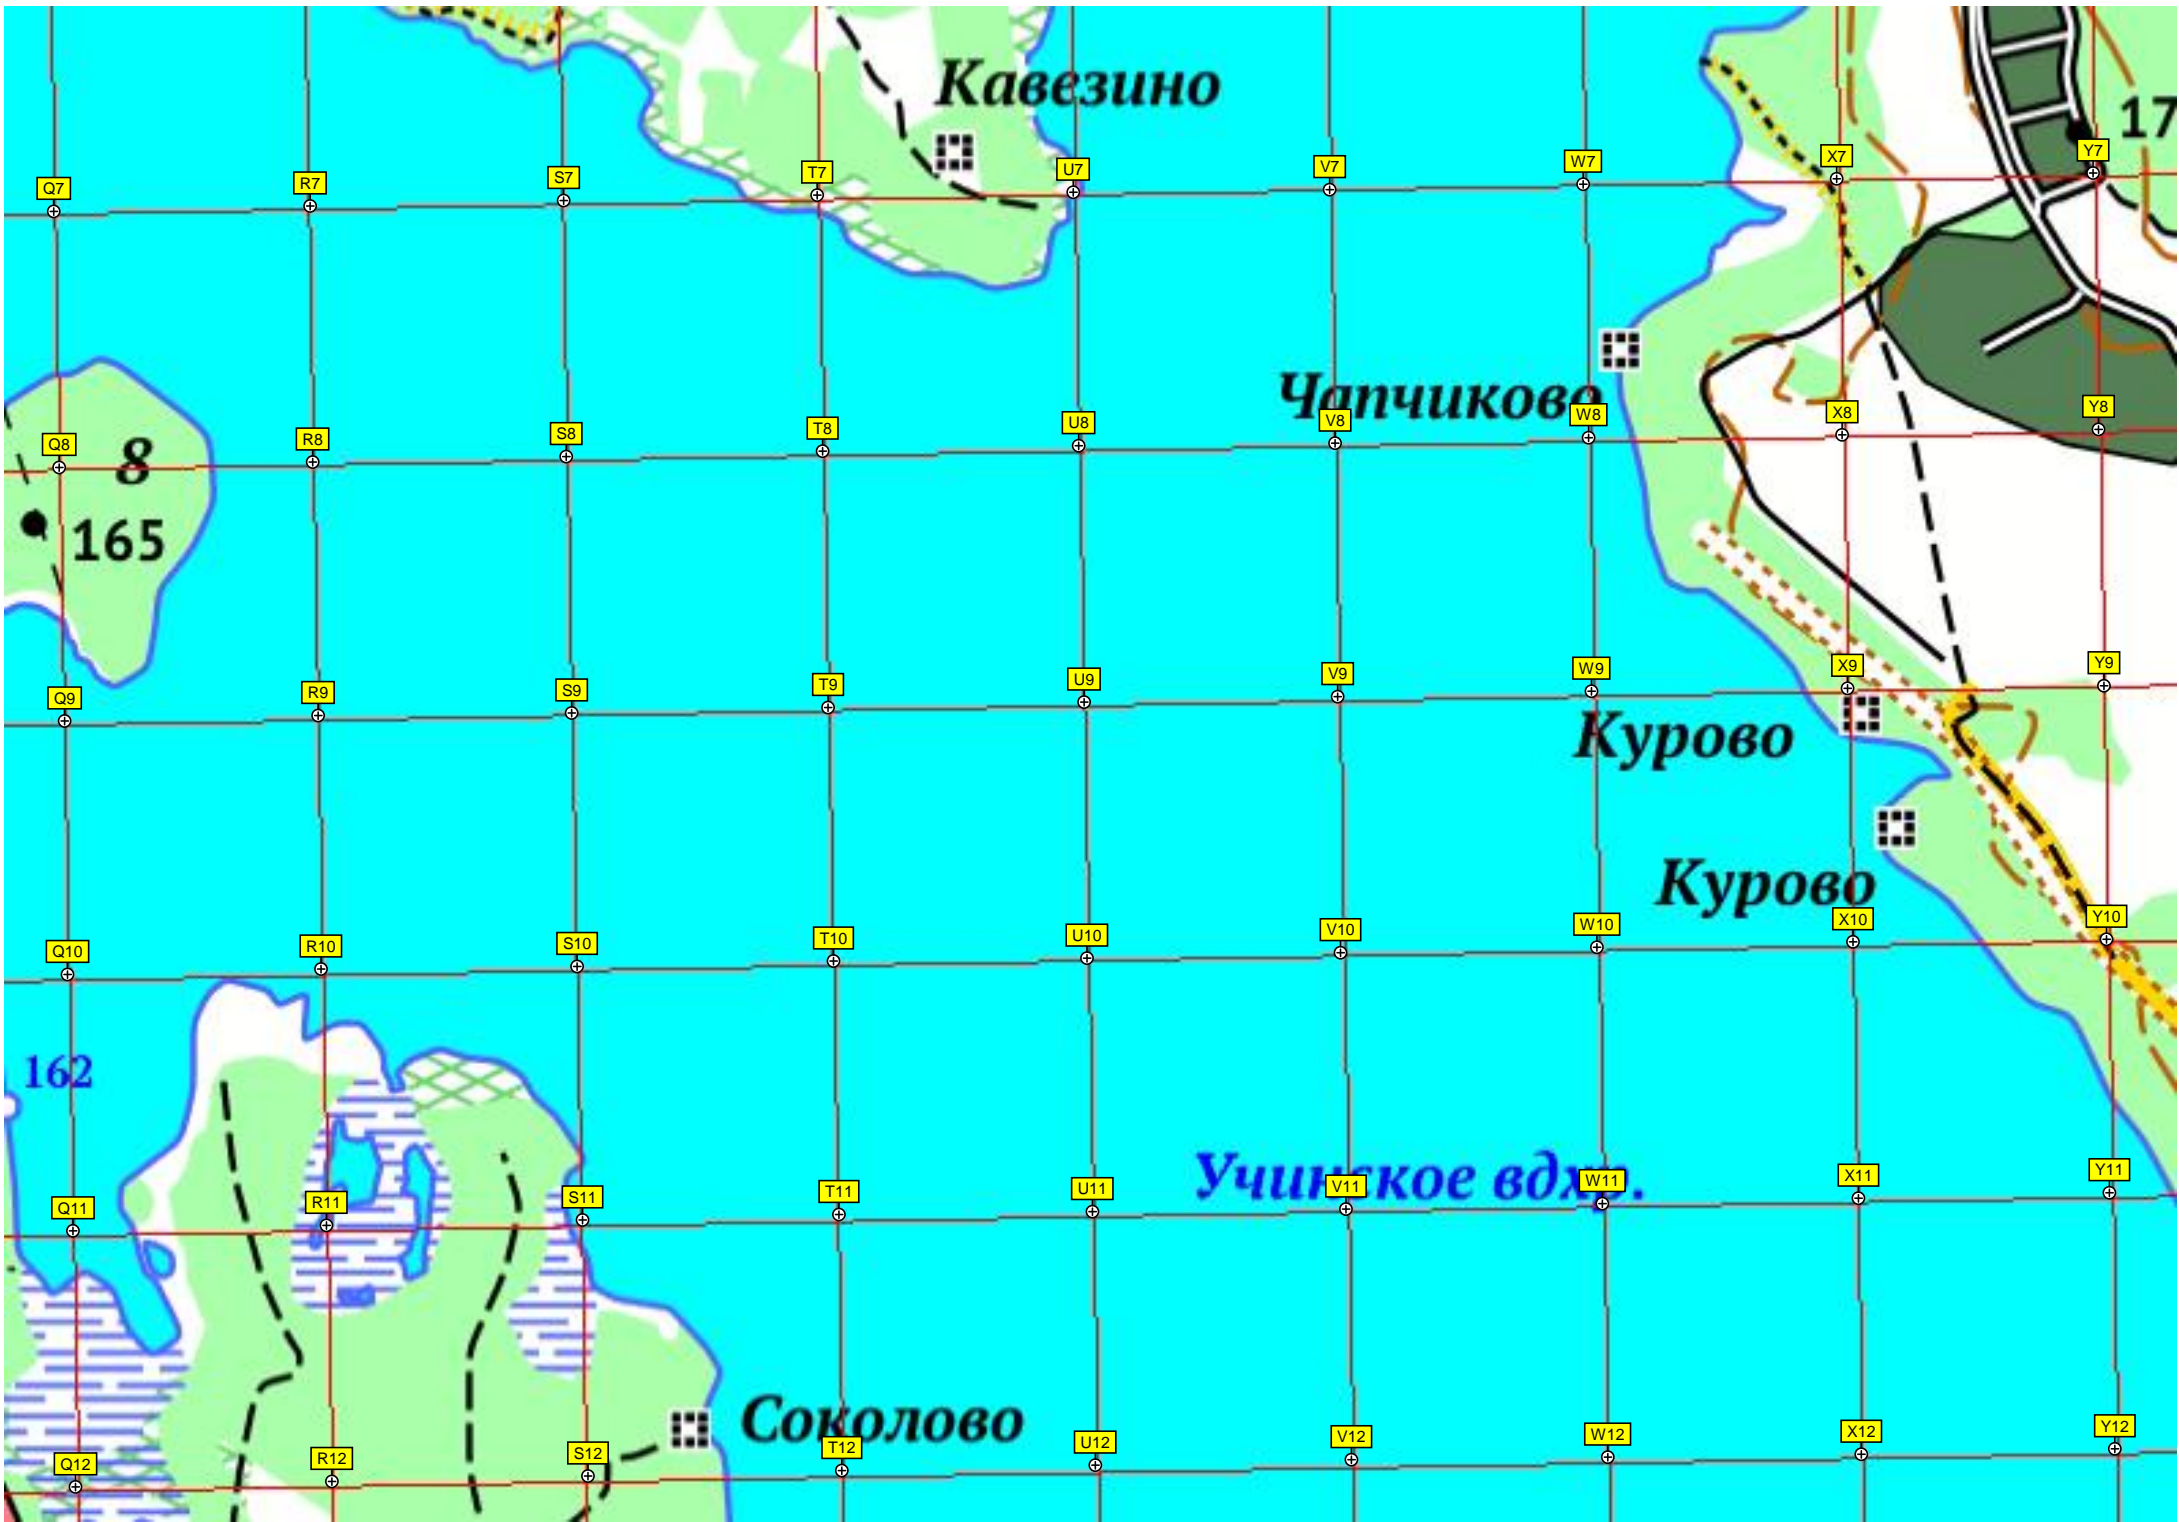 Кавезино
17
Q7 R7 S7 T7 U7 V7 W7 X7 Y7
Чапчиково
Q8 R8 S8 T8 U8 V8 W8 X8 Y8
8
165
Q9 R9 S9 T9 U9 V9 W9 X9 Y9
Курово
Курово
Q10 R10 S10 T10 U10 V10 W10 X10 Y10
162
Учинское вдхр.
Q11 R11 S11 T11 U11 V11 W11 X11 Y11
Соколово
Q12 R12 S12 T12 U12 V12 W12 X12 Y12